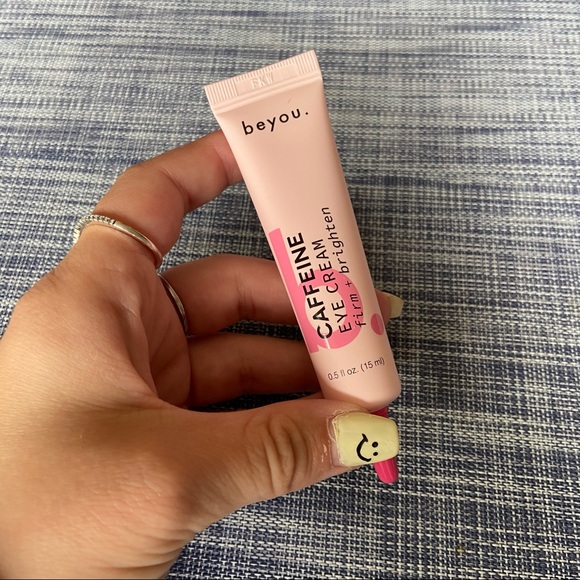 beyou.
CAFFEINE
EYE CREAM
firm + brighten
0.5 fl oz. (15 ml)